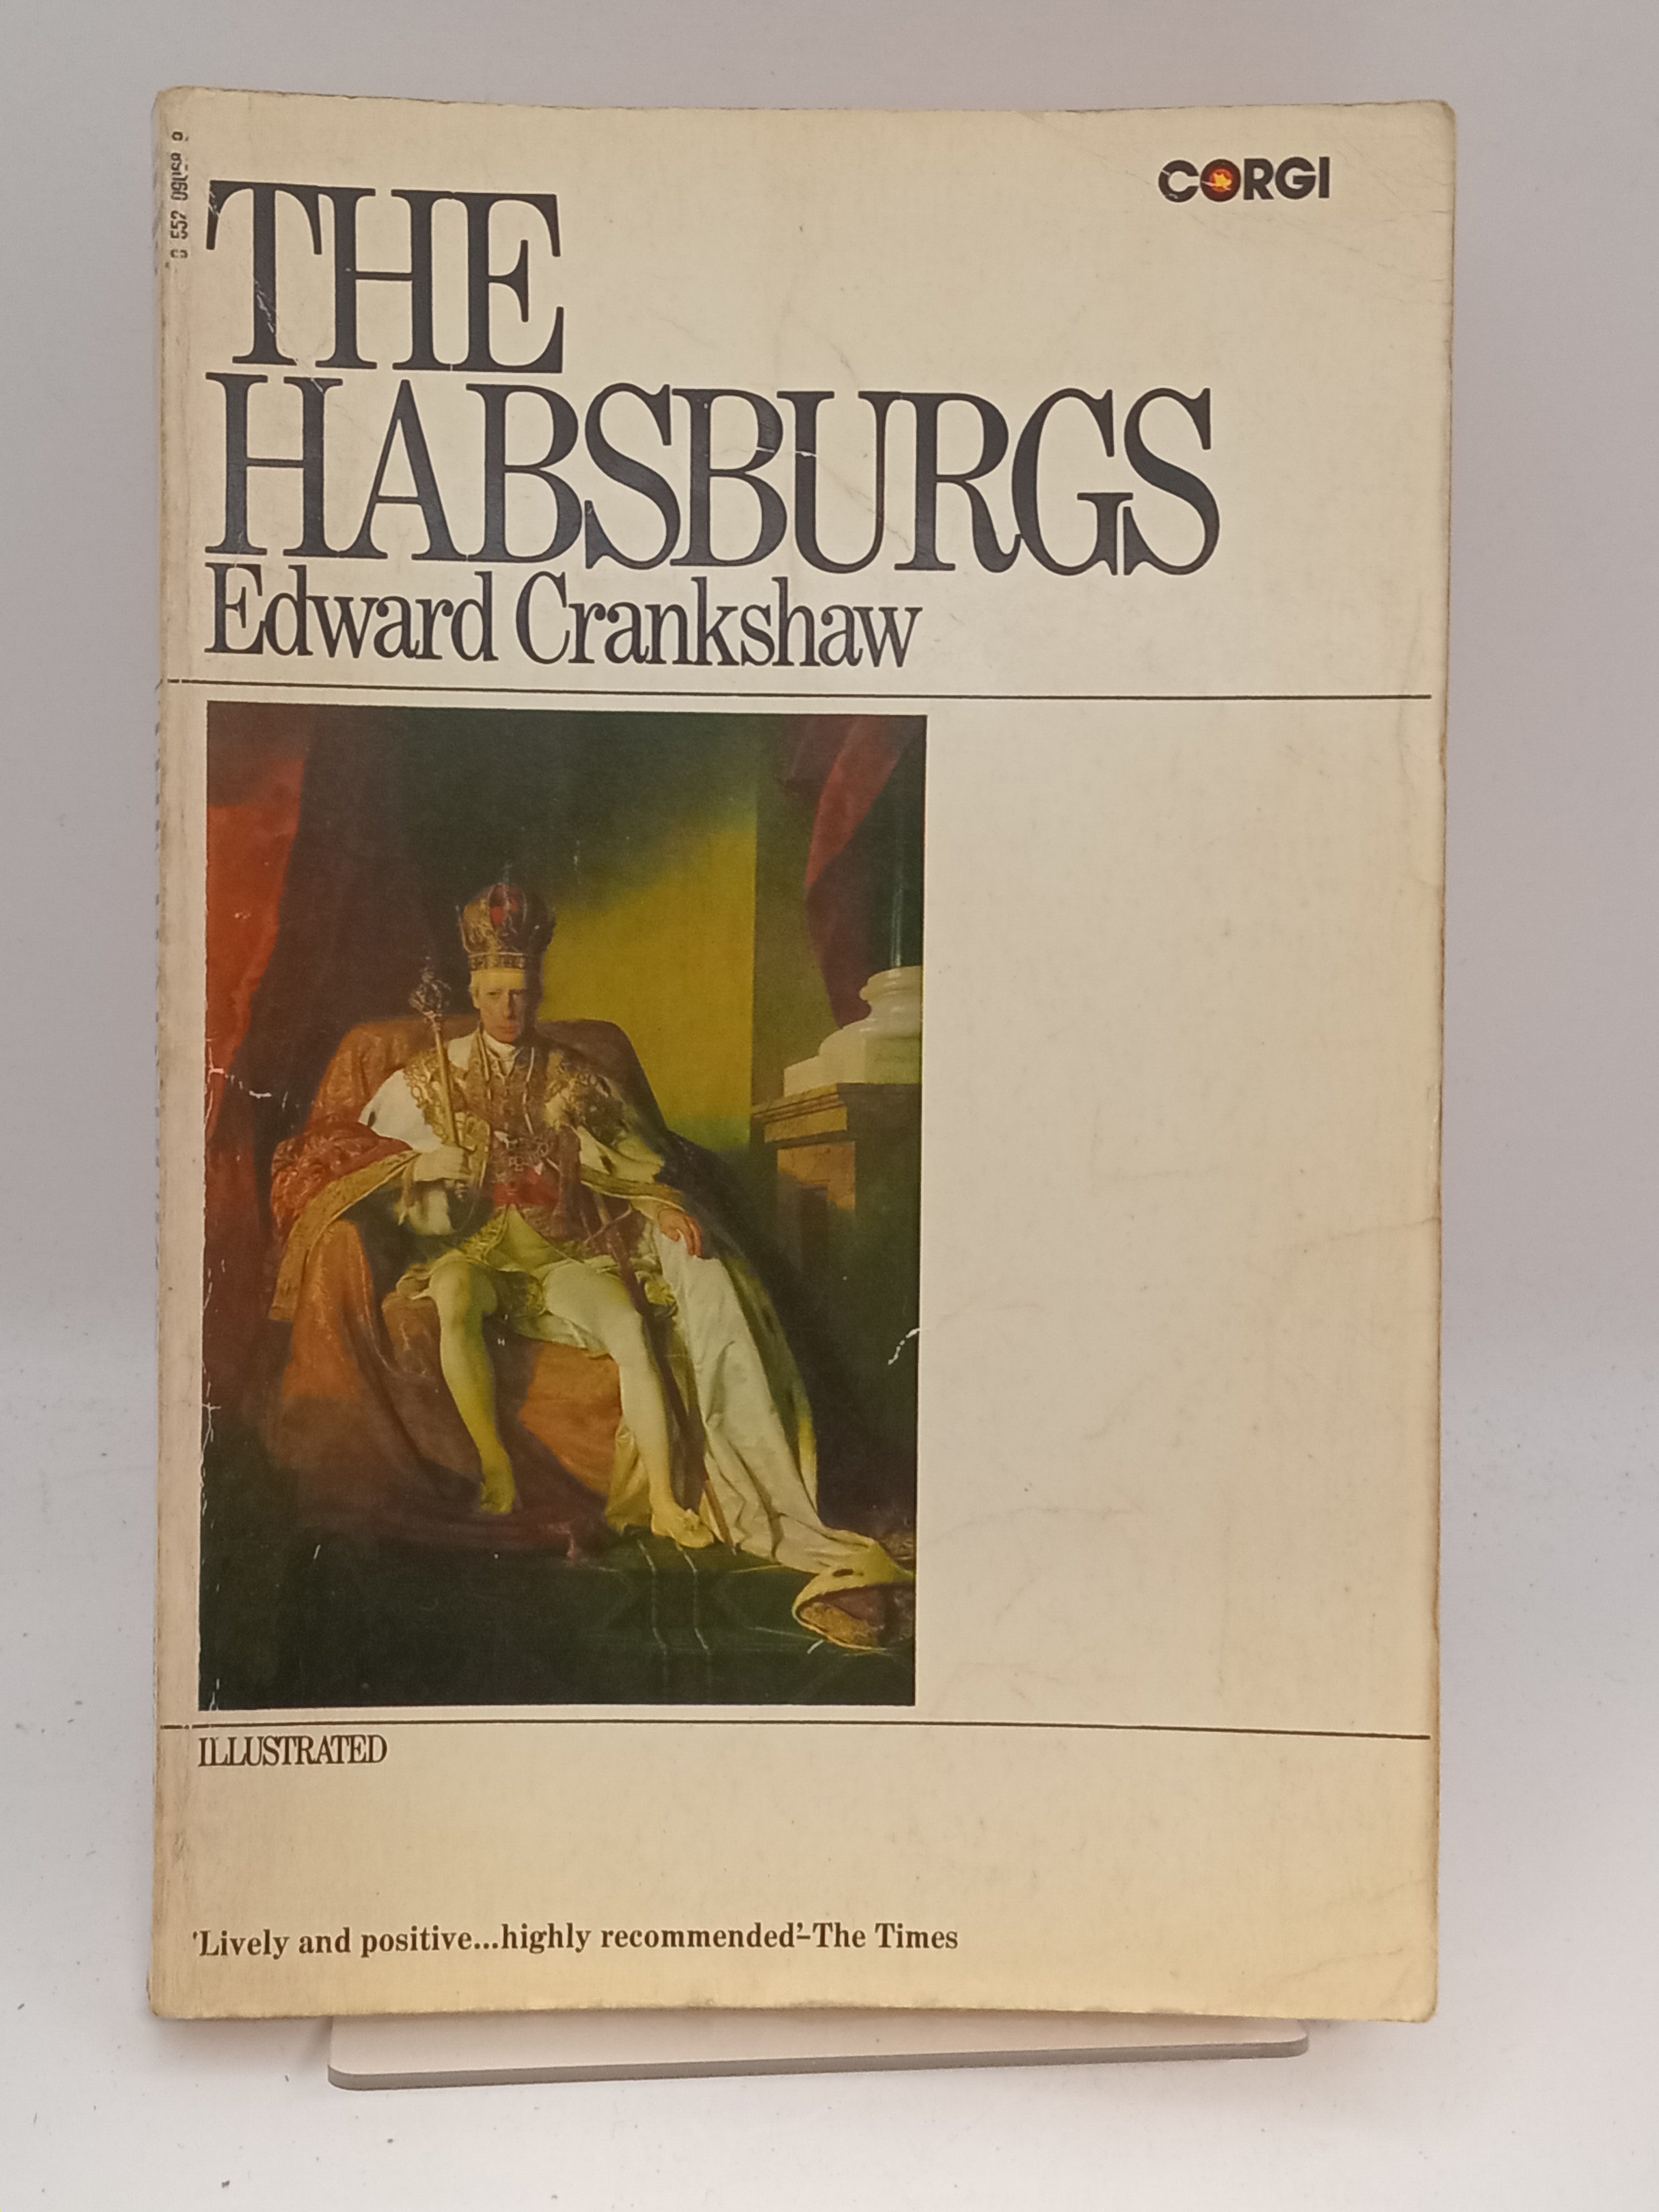 CORGI
THE
HABSBURGS
Edward Crankshaw
ILLUSTRATED
'Lively and positive...highly recommended'–The Times